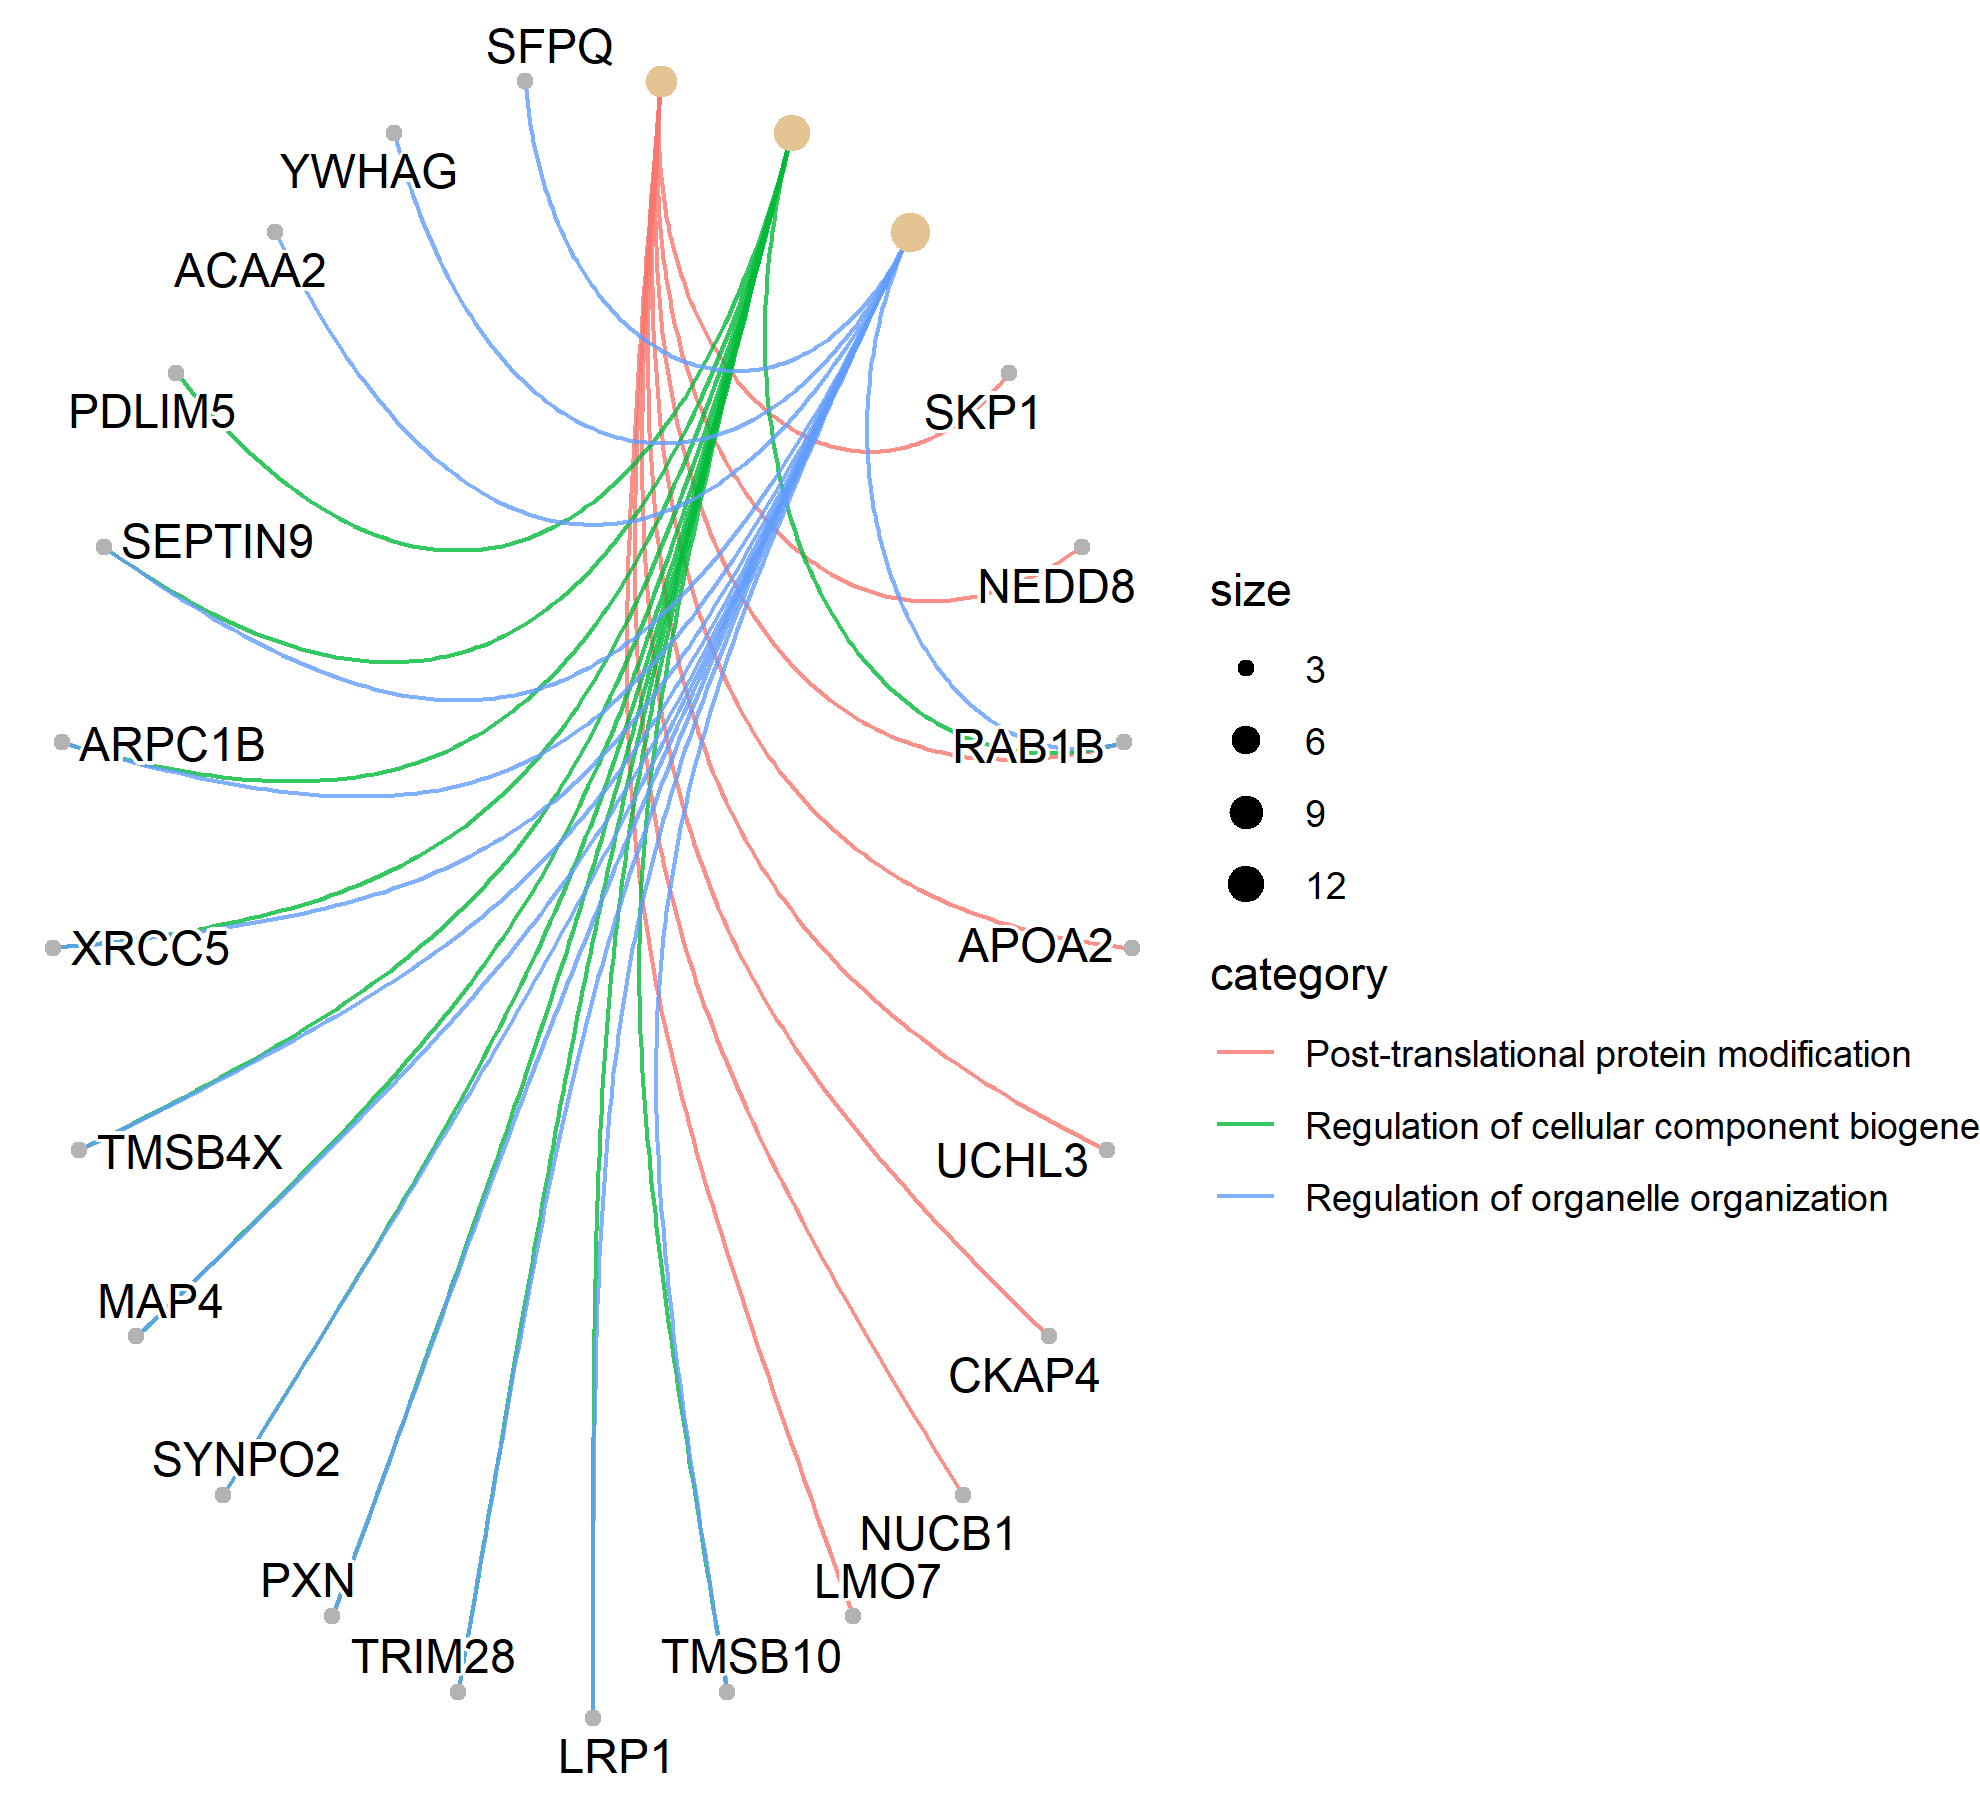 SFPQ
YWHAG
ACAA2
PDLIM5
SKP1
SEPTIN9
NEDD8
ARPC1B
RAB1B
XRCC5
APOA2
TMSB4X
UCHL3
MAP4
CKAP4
SYNPO2
NUCB1
PXN
LMO7
TRIM28
TMSB10
LRP1
size
3
6
9
12
category
Post-translational protein modification
Regulation of cellular component biogene
Regulation of organelle organization